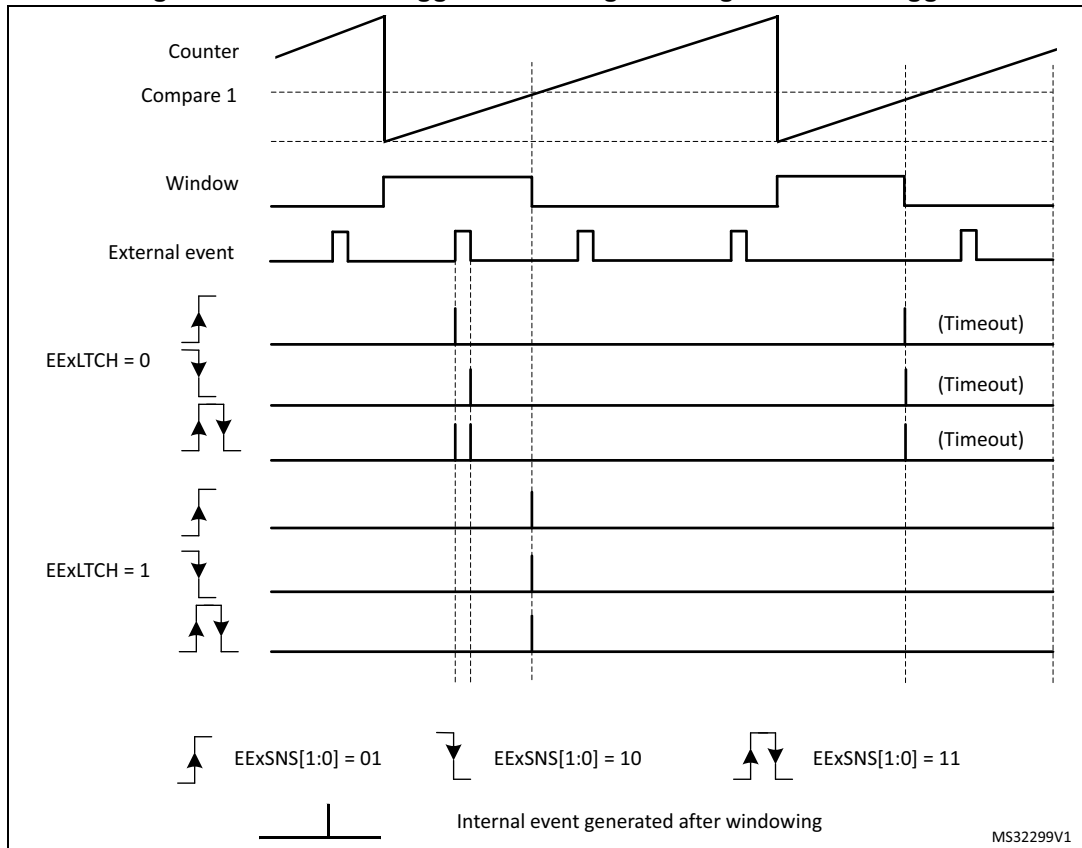 Counter
Compare 1
Window
External event
(Timeout)
EExLTCH = 0
(Timeout)
(Timeout)
EExLTCH = 1
EExSNS[1:0] = 01 EExSNS[1:0] = 10 EExSNS[1:0] = 11
Internal event generated after windowing
MS32299V1